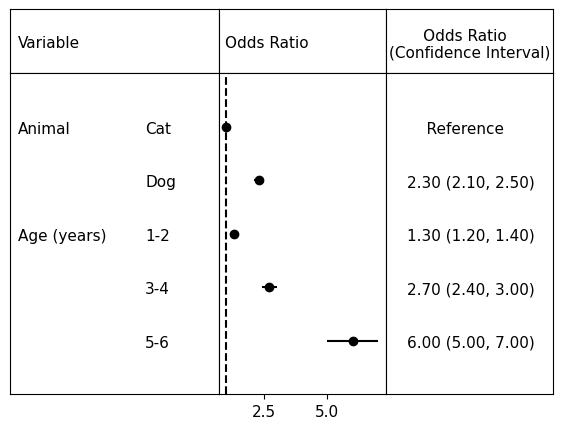 Variable
Odds Ratio
Odds Ratio
(Confidence Interval)
Animal Cat Reference
Dog 2.30 (2.10, 2.50)
Age (years) 1-2 1.30 (1.20, 1.40)
3-4 2.70 (2.40, 3.00)
5-6 6.00 (5.00, 7.00)
2.5 5.0